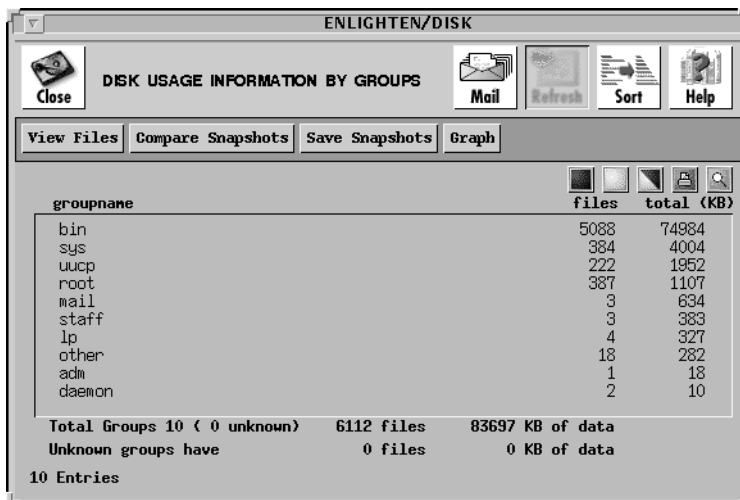 ENLIGHTEN/DISK
Close
DISK USAGE INFORMATION BY GROUPS
Mail
Refresh
Sort
Help
View Files
Compare Snapshots
Save Snapshots
Graph
groupname files total (KB)
bin 5088 74984
sys 384 4004
uucp 222 1952
root 387 1107
mail 3 634
staff 3 383
lp 4 327
other 18 282
adm 1 18
daemon 2 10
Total Groups 10 ( 0 unknown) 6112 files 83697 KB of data
Unknown groups have 0 files 0 KB of data
10 Entries